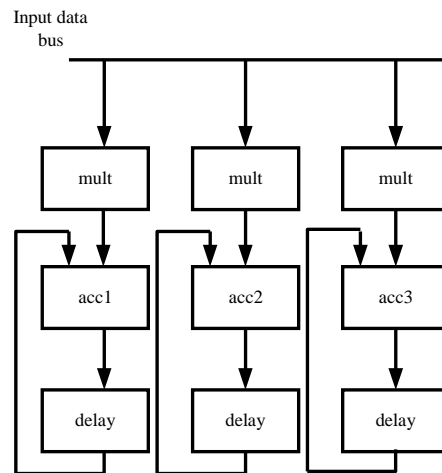 Input data
bus
mult
mult
mult
acc1
acc2
acc3
delay
delay
delay